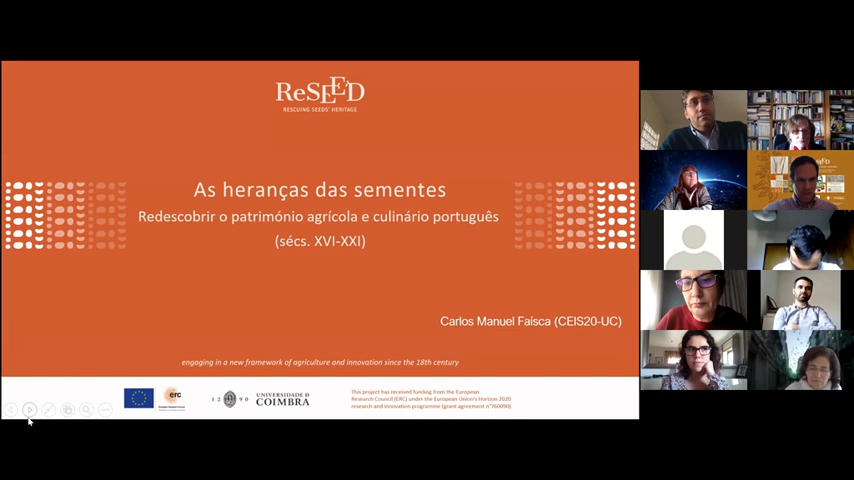 ReSEED
RESCUING SEEDS' HERITAGE
As heranças das sementes
Redescobrir o património agrícola e culinário português
(sécs. XVI-XXI)
Carlos Manuel Faísca (CEIS20-UC)
engaging in a new framework of agriculture and innovation since the 18th century
erc
12 90
UNIVERSIDADE D
COIMBRA
This project has received funding from the European
Research Council (ERC) under the European Union's Horizon 2020
research and innovation programme (grant agreement nº760090)